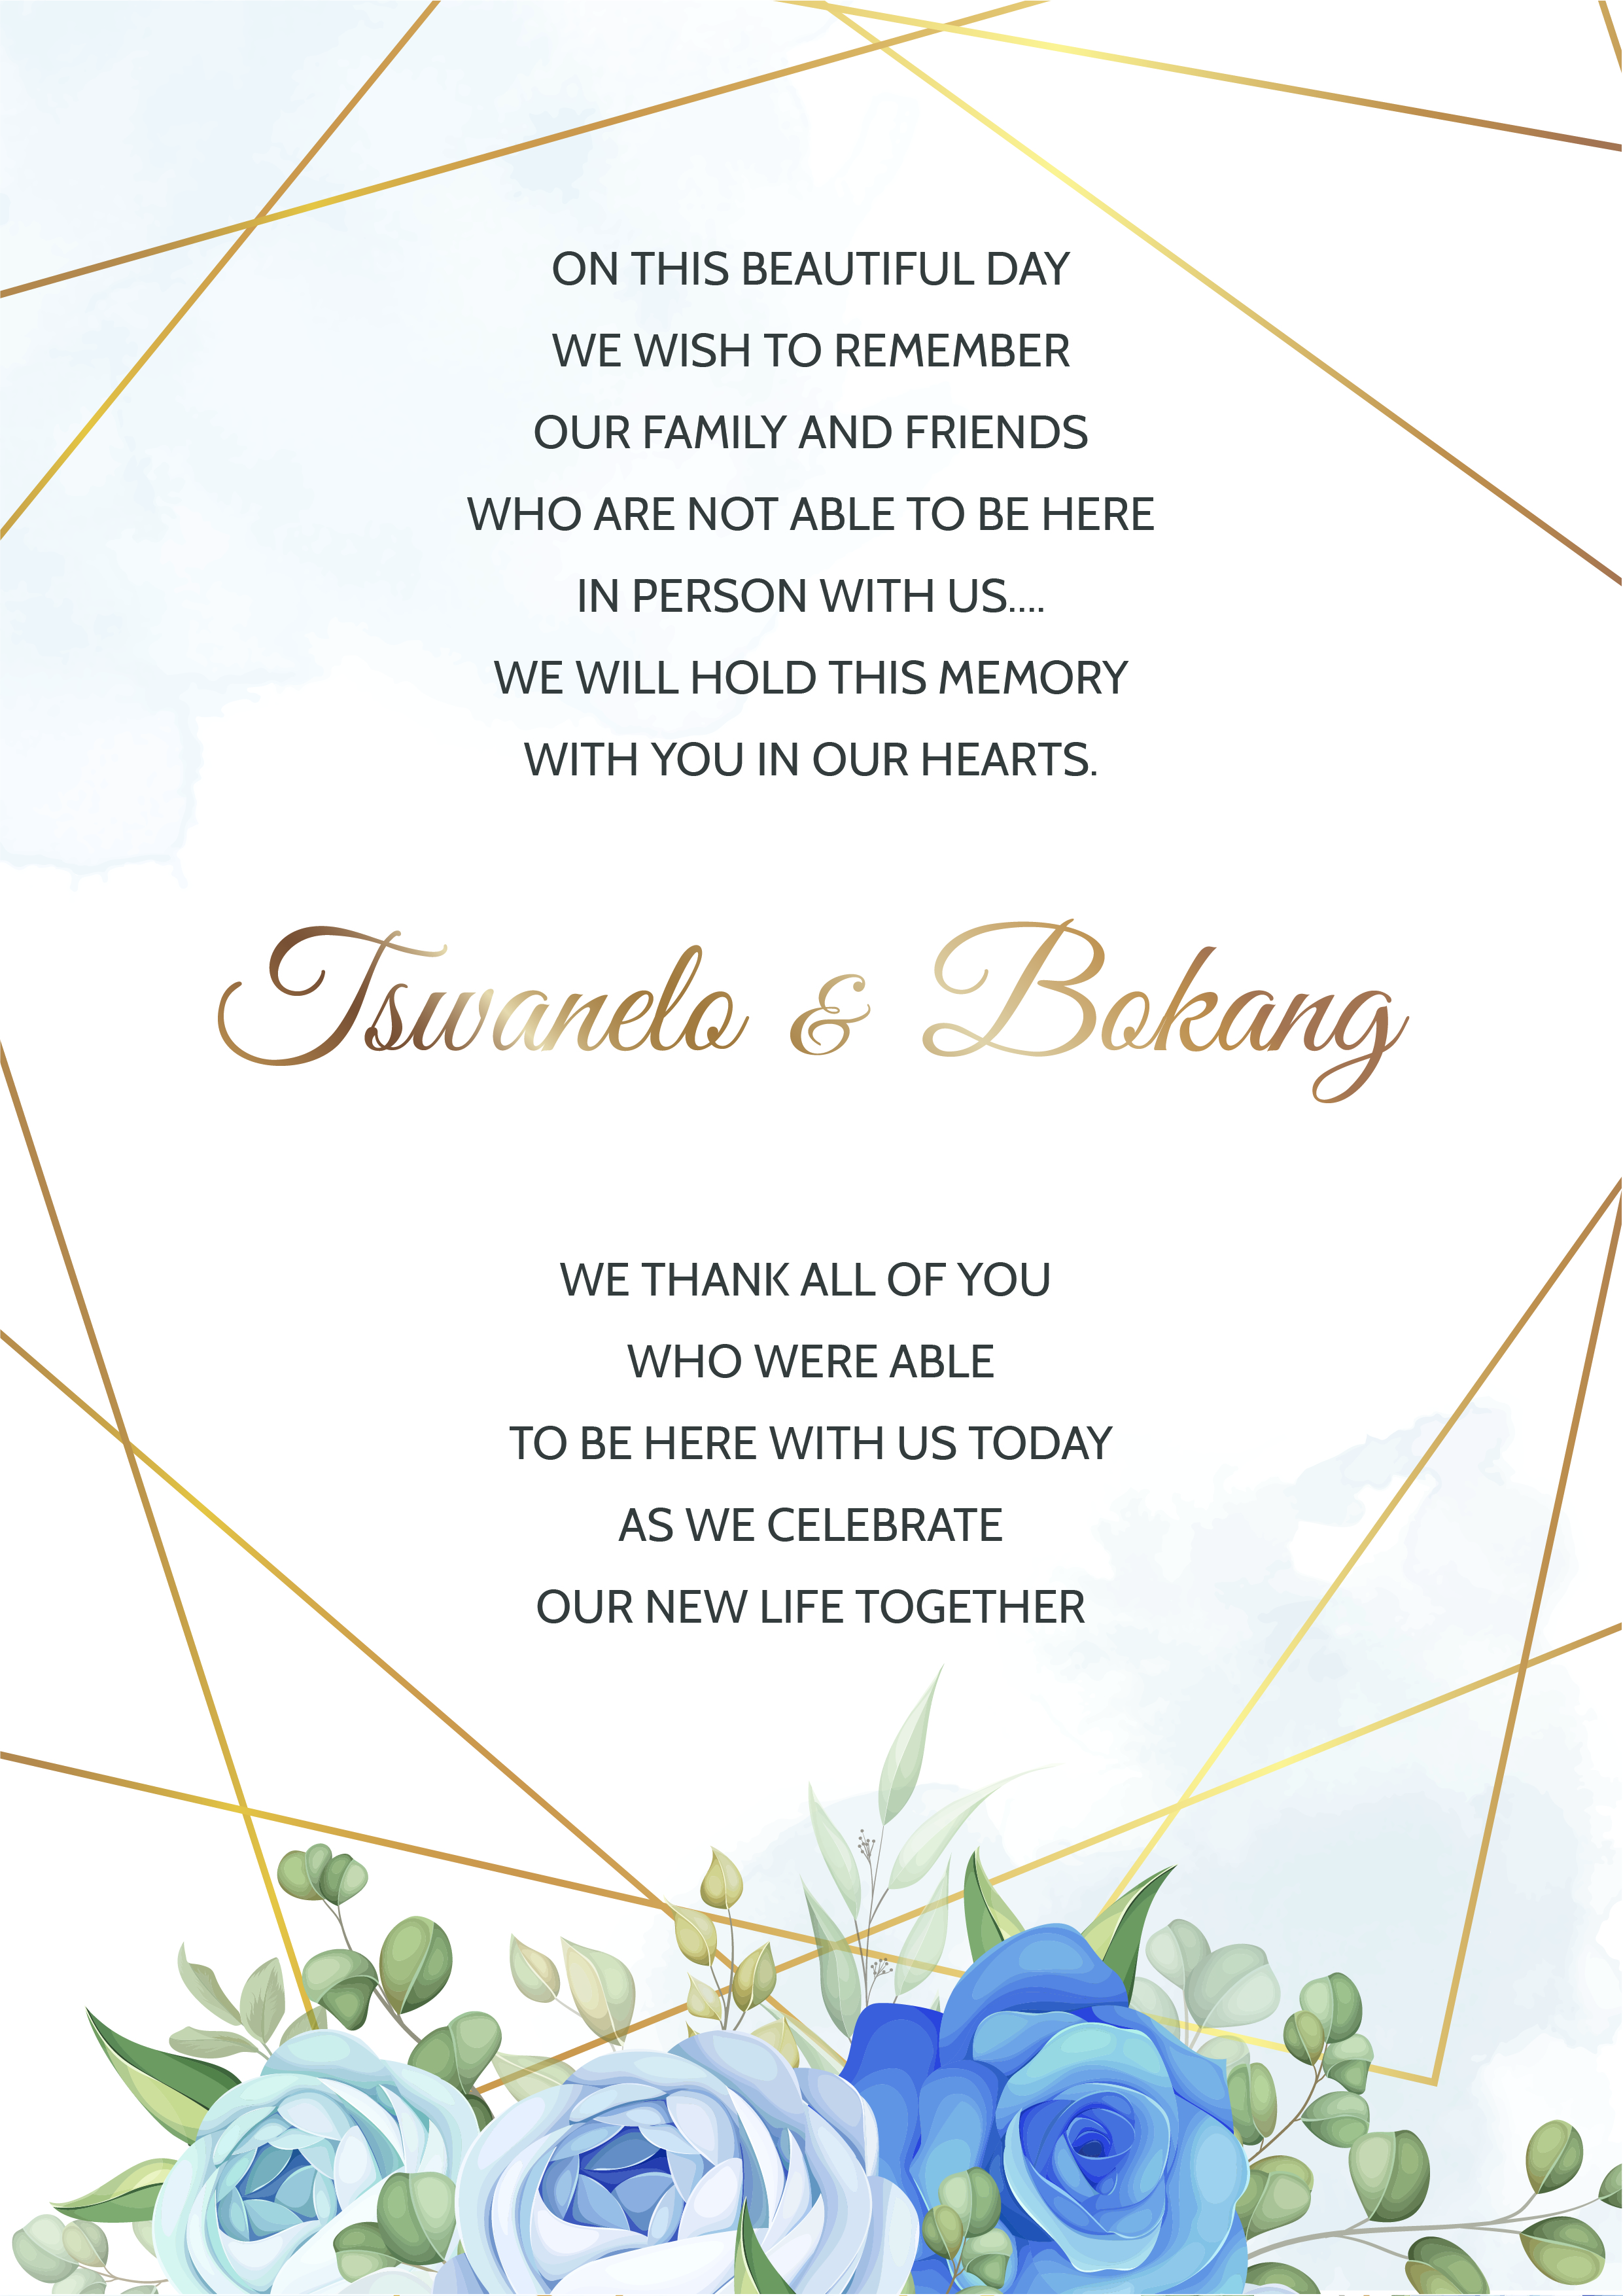 ON THIS BEAUTIFUL DAY
WE WISH TO REMEMBER
OUR FAMILY AND FRIENDS
WHO ARE NOT ABLE TO BE HERE
IN PERSON WITH US....
WE WILL HOLD THIS MEMORY
WITH YOU IN OUR HEARTS.
Tswanelo & Bokang
WE THANK ALL OF YOU
WHO WERE ABLE
TO BE HERE WITH US TODAY
AS WE CELEBRATE
OUR NEW LIFE TOGETHER